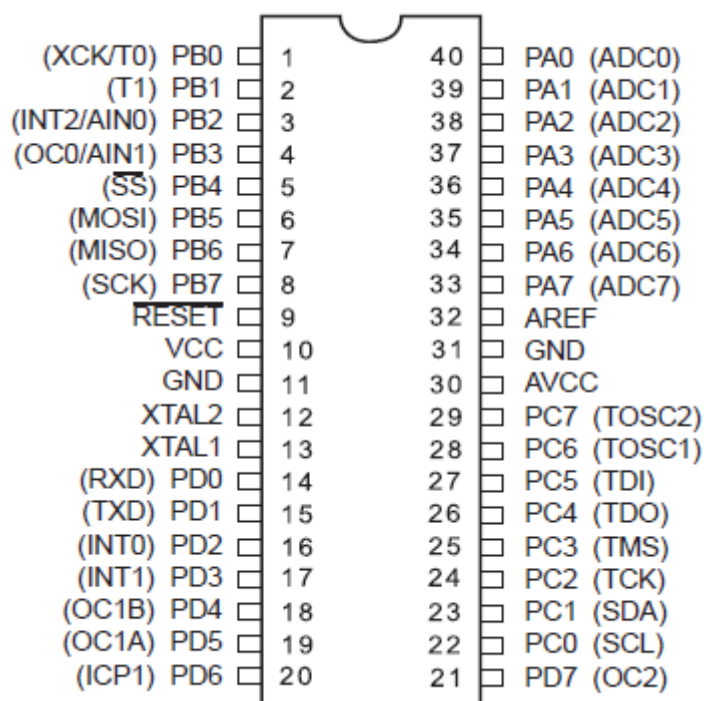 (XCK/T0) PB0 1 40 PA0 (ADC0)
(T1) PB1 2 39 PA1 (ADC1)
(INT2/AIN0) PB2 3 38 PA2 (ADC2)
(OC0/AIN1) PB3 4 37 PA3 (ADC3)
(SS) PB4 5 36 PA4 (ADC4)
(MOSI) PB5 6 35 PA5 (ADC5)
(MISO) PB6 7 34 PA6 (ADC6)
(SCK) PB7 8 33 PA7 (ADC7)
RESET 9 32 AREF
VCC 10 31 GND
GND 11 30 AVCC
XTAL2 12 29 PC7 (TOSC2)
XTAL1 13 28 PC6 (TOSC1)
(RXD) PD0 14 27 PC5 (TDI)
(TXD) PD1 15 26 PC4 (TDO)
(INT0) PD2 16 25 PC3 (TMS)
(INT1) PD3 17 24 PC2 (TCK)
(OC1B) PD4 18 23 PC1 (SDA)
(OC1A) PD5 19 22 PC0 (SCL)
(ICP1) PD6 20 21 PD7 (OC2)